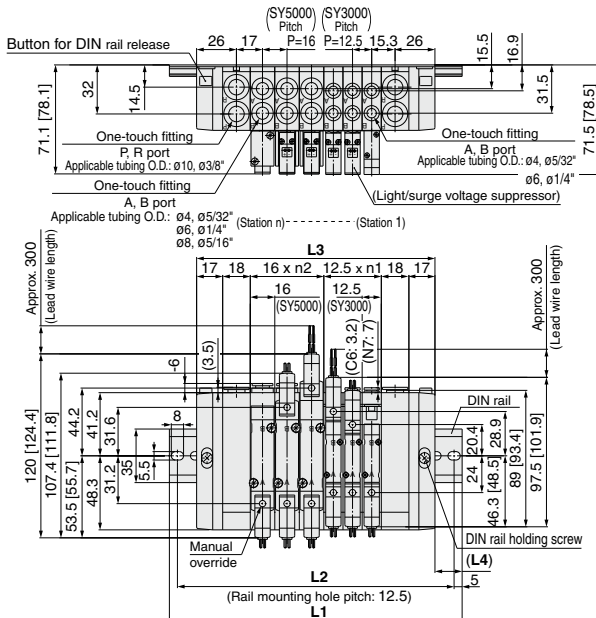 (SY5000) (SY3000)
Pitch Pitch
26 17 P=16 P=12.5 15.3 26
15.5
16.9
Button for DIN rail release
32
14.5
71.1 [78.1]
31.5
71.5 [78.5]
One-touch fitting
P, R port
Applicable tubing O.D.: ø10, ø3/8"
One-touch fitting
A, B port
Applicable tubing O.D.: ø4, ø5/32"
ø6, ø1/4"
One-touch fitting
A, B port
Applicable tubing O.D.: ø4, ø5/32"
ø6, ø1/4"
ø8, ø5/16"
(Light/surge voltage suppressor)
(Station n) - - - - - - - - - - - (Station 1)
L3
17 18 16 x n2 12.5 x n1 18 17
16 12.5
(SY5000) (SY3000)
Approx. 300
(Lead wire length)
Approx. 300
(Lead wire length)
-6
(3.5)
(C6: 3.2)
(N7: 7)
DIN rail
120 [124.4]
107.4 [111.8]
53.5 [55.7]
44.2
41.2
31.6
8
35
5.5
31.2
48.3
20.4
28.9
24
46.3 [48.5]
89 [93.4]
97.5 [101.9]
Manual
override
DIN rail holding screw
(L4)
L2
5
(Rail mounting hole pitch: 12.5)
L1